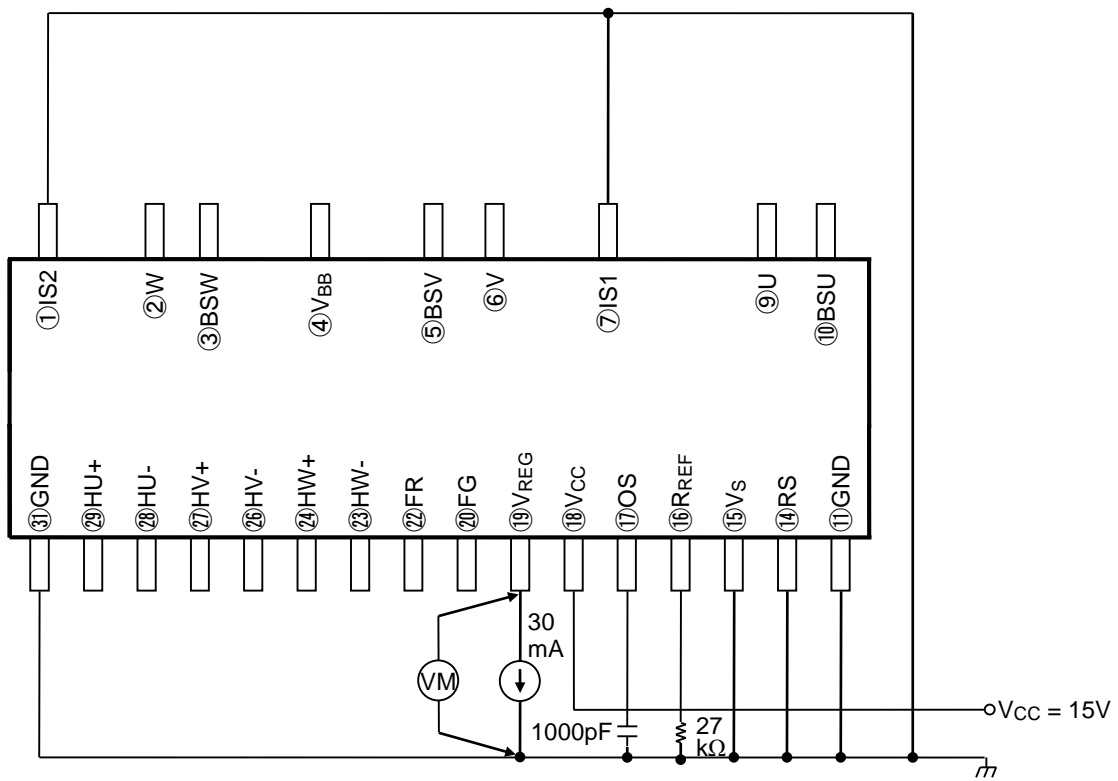 ①IS2
②W
③BSW
④VBB
⑤BSV
⑥V
⑦IS1
⑨U
⑩BSU
㉛GND
㉙HU+
㉘HU-
㉗HV+
㉖HV-
㉔HW+
㉓HW-
㉒FR
⑳FG
⑲VREG
⑱VCC
⑰OS
⑯RREF
⑮VS
⑭RS
⑪GND
30
mA
VM
1000pF
27
kΩ
VCC = 15V